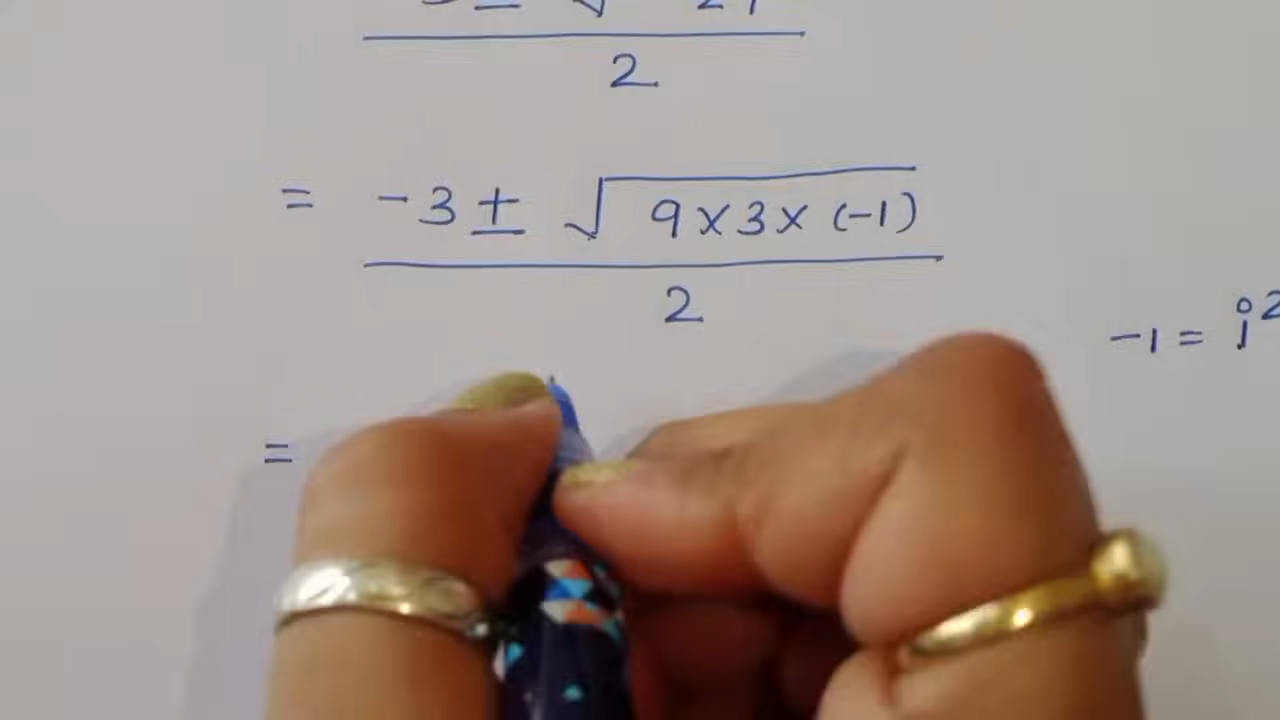 2
= -3 ± √9×3×(-1)
2
-1 = i²
=